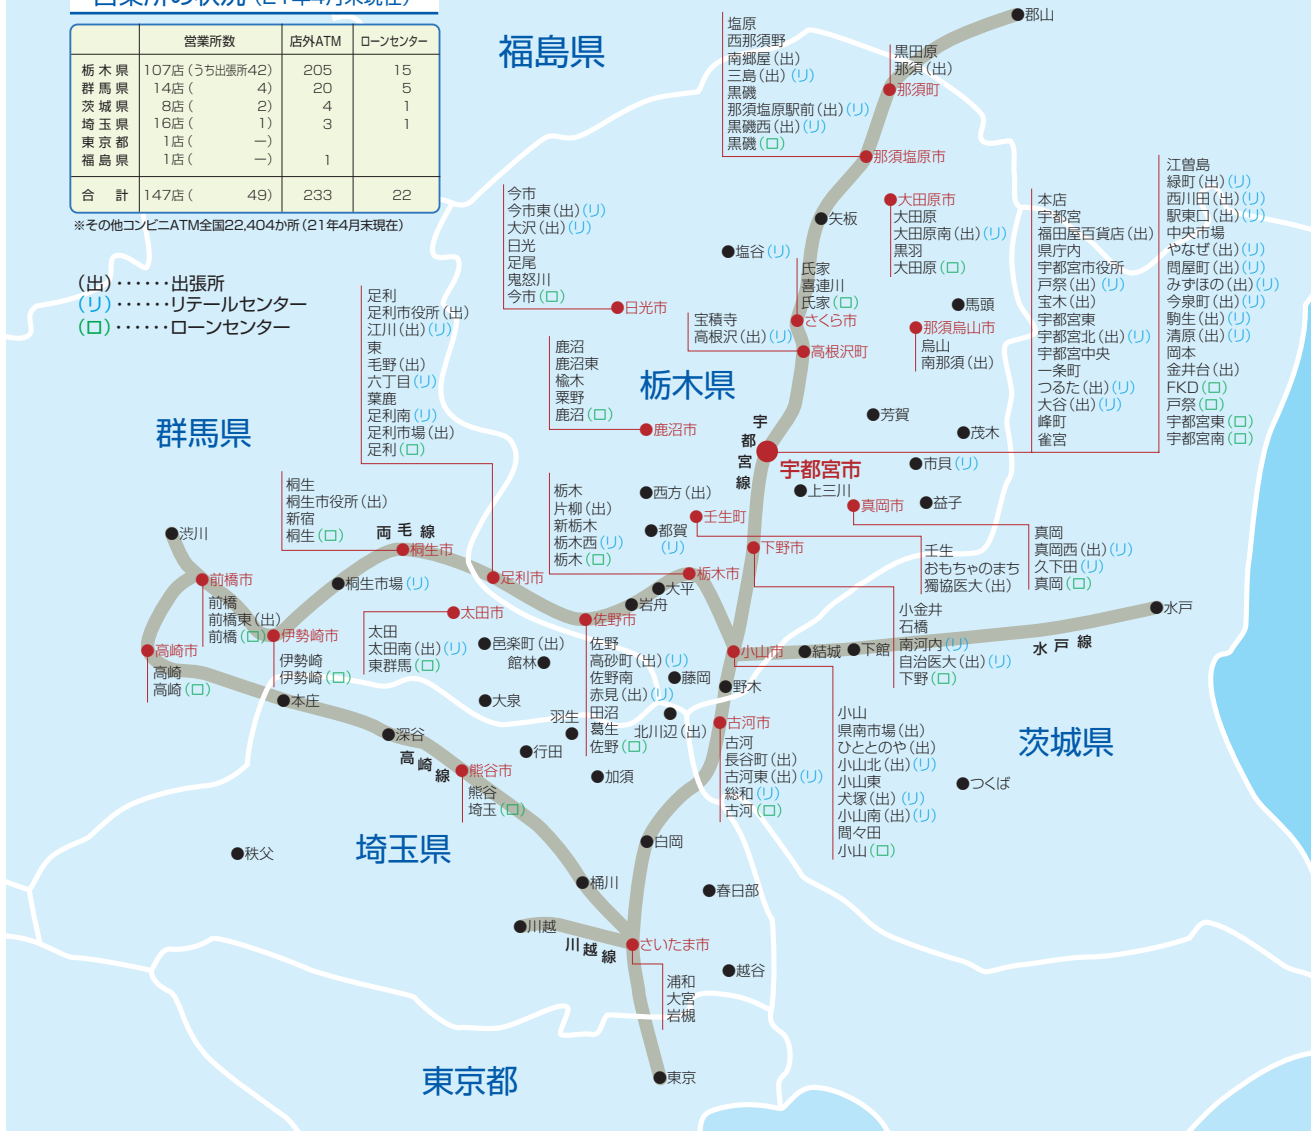 営業所の状況（21年4月末現在）
営業所数 店外ATM ローンセンター
栃木県 107店（うち出張所42） 205 15
群馬県 14店（ 4） 20 5
茨城県 8店（ 2） 4 1
埼玉県 16店（ 1） 3 1
東京都 1店（ ―）
福島県 1店（ ―） 1
合計 147店（ 49） 233 22
※その他コンビニATM全国22,404か所（21年4月末現在）
（出）‥‥‥出張所
（リ）‥‥‥リテールセンター
（ロ）‥‥‥ローンセンター
福島県
郡山
塩原
西那須野
南郷屋（出）
三島（出）（リ）
黒磯
那須塩原駅前（出）（リ）
黒磯西（出）（リ）
黒磯（ロ）
那須塩原市
黒田原
那須（出）
那須町
大田原市
大田原
大田原南（出）（リ）
黒羽
大田原（ロ）
矢板
塩谷（リ）
今市
今市東（出）（リ）
大沢（出）（リ）
日光
足尾
鬼怒川
今市（ロ）
日光市
氏家
喜連川
氏家（ロ）
さくら市
宝積寺
高根沢（出）（リ）
高根沢町
馬頭
那須烏山市
烏山
南那須（出）
本店
宇都宮
福田屋百貨店（出）
県庁内
宇都宮市役所
戸祭（出）（リ）
宝木（出）
宇都宮東
宇都宮北（出）（リ）
宇都宮中央
一条町
つるた（出）（リ）
大谷（出）（リ）
峰町
雀宮
江曽島
緑町（出）（リ）
西川田（出）（リ）
駅東口（出）（リ）
中央市場
やなぜ（出）（リ）
問屋町（出）（リ）
みずほの（出）（リ）
今泉町（出）（リ）
駒生（出）（リ）
清原（出）（リ）
岡本
金井台（出）
FKD（ロ）
戸祭（ロ）
宇都宮東（ロ）
宇都宮南（ロ）
宇都宮市
宇都宮線
栃木県
鹿沼
鹿沼東
楡木
粟野
鹿沼（ロ）
鹿沼市
芳賀
茂木
市貝（リ）
益子
上三川
真岡市
真岡
真岡西（出）（リ）
久下田（リ）
真岡（ロ）
群馬県
足利
足利市役所（出）
江川（出）（リ）
東
毛野（出）
六丁目（リ）
葉鹿
足利南（リ）
足利市場（出）
足利（ロ）
足利市
桐生
桐生市役所（出）
新宿
桐生（ロ）
両毛線
桐生市
桐生市場（リ）
渋川
前橋市
前橋
前橋東（出）
前橋（ロ）
高崎市
高崎
高崎（ロ）
伊勢崎市
伊勢崎
伊勢崎（ロ）
太田市
太田
太田南（出）（リ）
東群馬（ロ）
栃木
片柳（出）
新栃木
栃木西（リ）
栃木（ロ）
栃木市
西方（出）
都賀
（リ）
壬生町
壬生
おもちゃのまち
獨協医大（出）
下野市
小金井
石橋
南河内（リ）
自治医大（出）（リ）
下野（ロ）
大平
岩舟
佐野市
佐野
高砂町（出）（リ）
佐野南
赤見（出）（リ）
田沼
葛生
佐野（ロ）
邑楽町（出）
館林
大泉
藤岡
羽生
行田
加須
北川辺（出）
野木
小山市
小山
県南市場（出）
ひととのや（出）
小山北（出）（リ）
小山東
犬塚（出）（リ）
小山南（出）（リ）
間々田
小山（ロ）
結城
下館
水戸線
水戸
古河市
古河
長谷町（出）
古河東（出）（リ）
総和（リ）
古河（ロ）
茨城県
つくば
本庄
深谷
高崎線
熊谷市
熊谷
埼玉（ロ）
埼玉県
秩父
白岡
桶川
春日部
川越
川越線
さいたま市
浦和
大宮
岩槻
越谷
東京都
東京